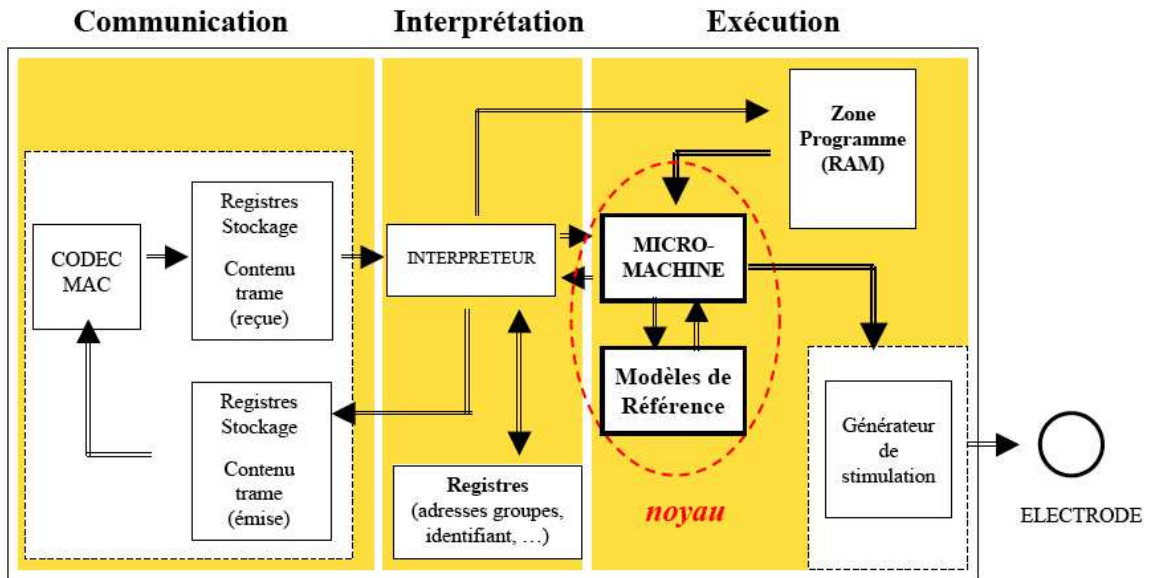 Communication
Interprétation
Exécution
CODEC
MAC
Registres
Stockage
Contenu
trame
(reçue)
Registres
Stockage
Contenu
trame
(émise)
INTERPRETEUR
Registres
(adresses groupes,
identifiant, …)
Zone
Programme
(RAM)
MICRO-
MACHINE
Modèles de
Référence
noyau
Générateur
de
stimulation
ELECTRODE